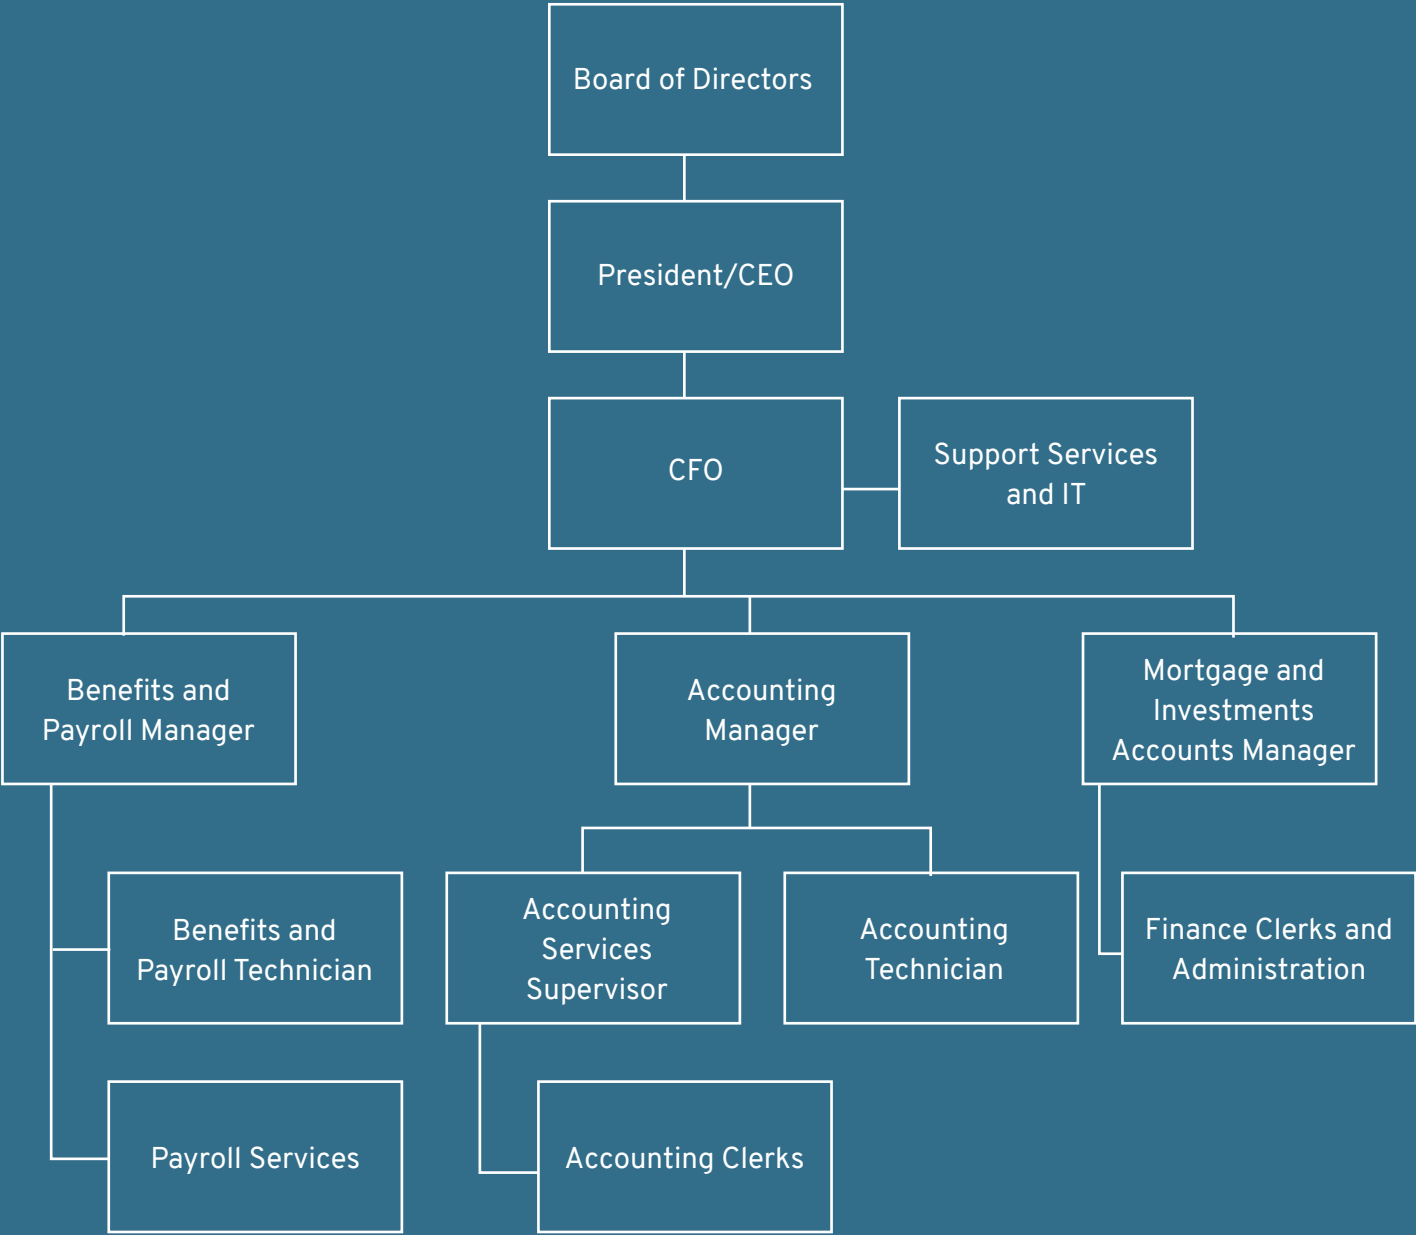 Board of Directors
President/CEO
CFO
Support Services
and IT
Benefits and
Payroll Manager
Accounting
Manager
Mortgage and
Investments
Accounts Manager
Benefits and
Payroll Technician
Accounting
Services
Supervisor
Accounting
Technician
Finance Clerks and
Administration
Payroll Services
Accounting Clerks